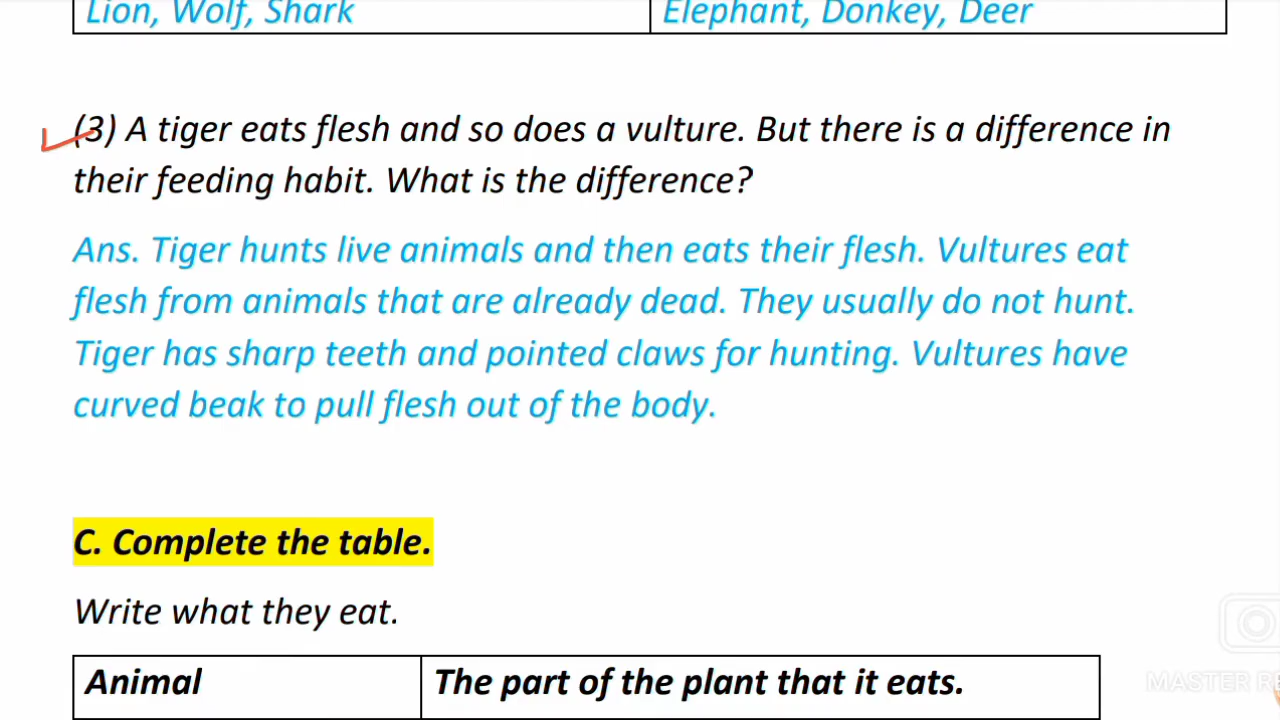 Lion, Wolf, Shark
Elephant, Donkey, Deer
(3) A tiger eats flesh and so does a vulture. But there is a difference in
their feeding habit. What is the difference?
Ans. Tiger hunts live animals and then eats their flesh. Vultures eat
flesh from animals that are already dead. They usually do not hunt.
Tiger has sharp teeth and pointed claws for hunting. Vultures have
curved beak to pull flesh out of the body.
C. Complete the table.
Write what they eat.
Animal
The part of the plant that it eats.
MASTER